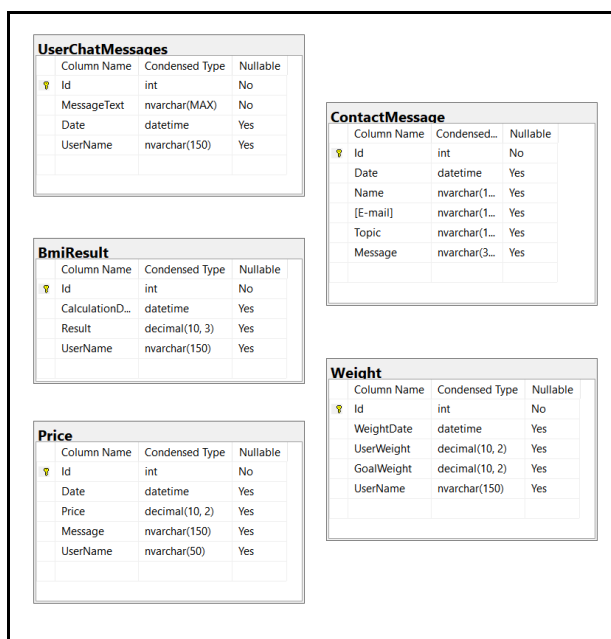 UserChatMessages
Column Name Condensed Type Nullable
Id int No
MessageText nvarchar(MAX) No
Date datetime Yes
UserName nvarchar(150) Yes
BmiResult
Column Name Condensed Type Nullable
Id int No
CalculationD... datetime Yes
Result decimal(10, 3) Yes
UserName nvarchar(150) Yes
Price
Column Name Condensed Type Nullable
Id int No
Date datetime Yes
Price decimal(10, 2) Yes
Message nvarchar(150) Yes
UserName nvarchar(50) Yes
ContactMessage
Column Name Condensed... Nullable
Id int No
Date datetime Yes
Name nvarchar(1... Yes
[E-mail] nvarchar(1... Yes
Topic nvarchar(1... Yes
Message nvarchar(3... Yes
Weight
Column Name Condensed Type Nullable
Id int No
WeightDate datetime Yes
UserWeight decimal(10, 2) Yes
GoalWeight decimal(10, 2) Yes
UserName nvarchar(150) Yes